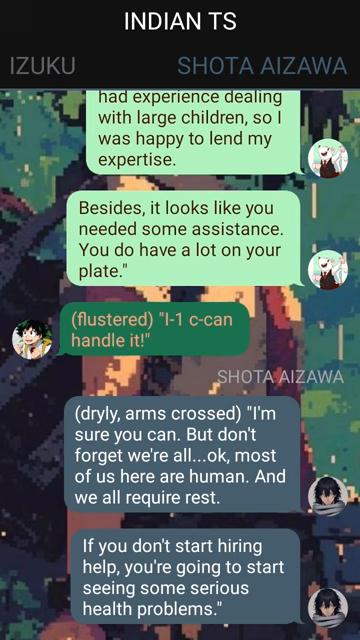 INDIAN TS
IZUKU
SHOTA AIZAWA
had experience dealing
with large children, so I
was happy to lend my
expertise.
Besides, it looks like you
needed some assistance.
You do have a lot on your
plate."
(flustered) "I-1 c-can
handle it!"
SHOTA AIZAWA
(dryly, arms crossed) "I'm
sure you can. But don't
forget we're all...ok, most
of us here are human. And
we all require rest.
If you don't start hiring
help, you're going to start
seeing some serious
health problems."